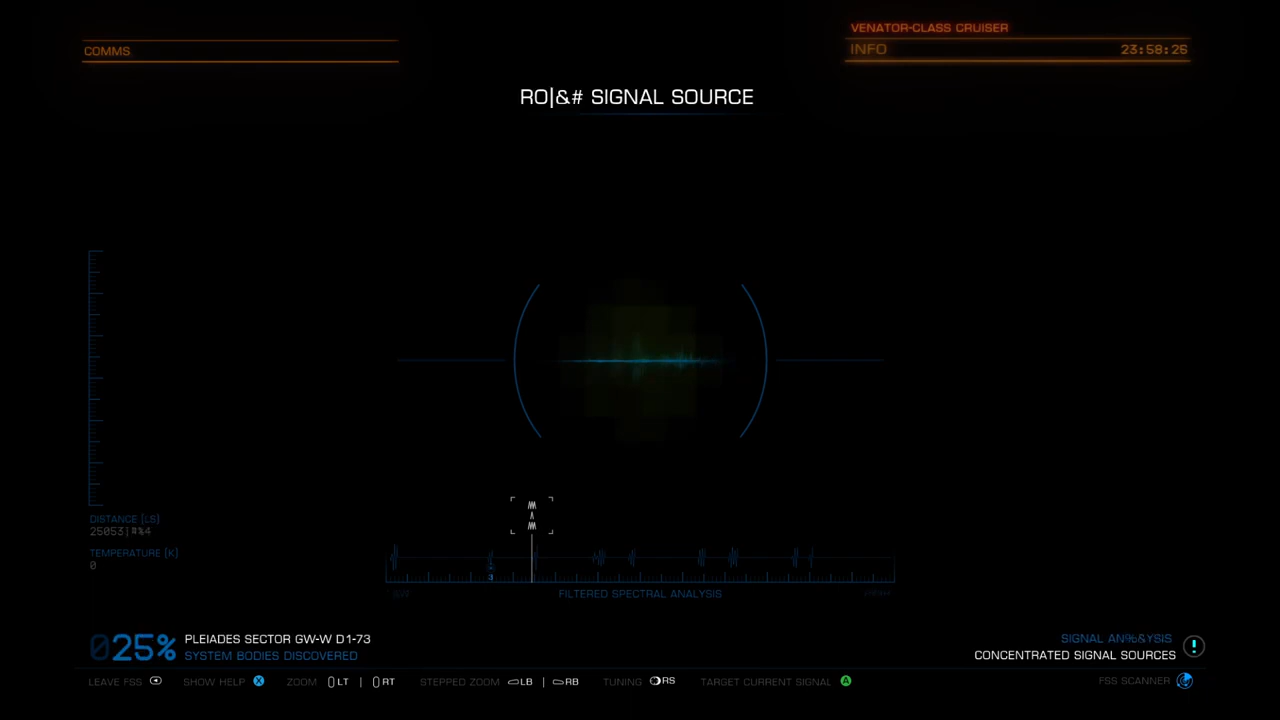 VENATOR-CLASS CRUISER
COMMS
INFO 23:58:26
RO|&# SIGNAL SOURCE
DISTANCE [LS]
TEMPERATURE [K]
0
FILTERED SPECTRAL ANALYSIS
025% PLEIADES SECTOR GW-W D1-73
SYSTEM BODIES DISCOVERED
SIGNAL AN%&YSIS
CONCENTRATED SIGNAL SOURCES
!
LEAVE FSS SHOW HELP X ZOOM LT | RT STEPPED ZOOM LB | RB TUNING RS TARGET CURRENT SIGNAL A FSS SCANNER